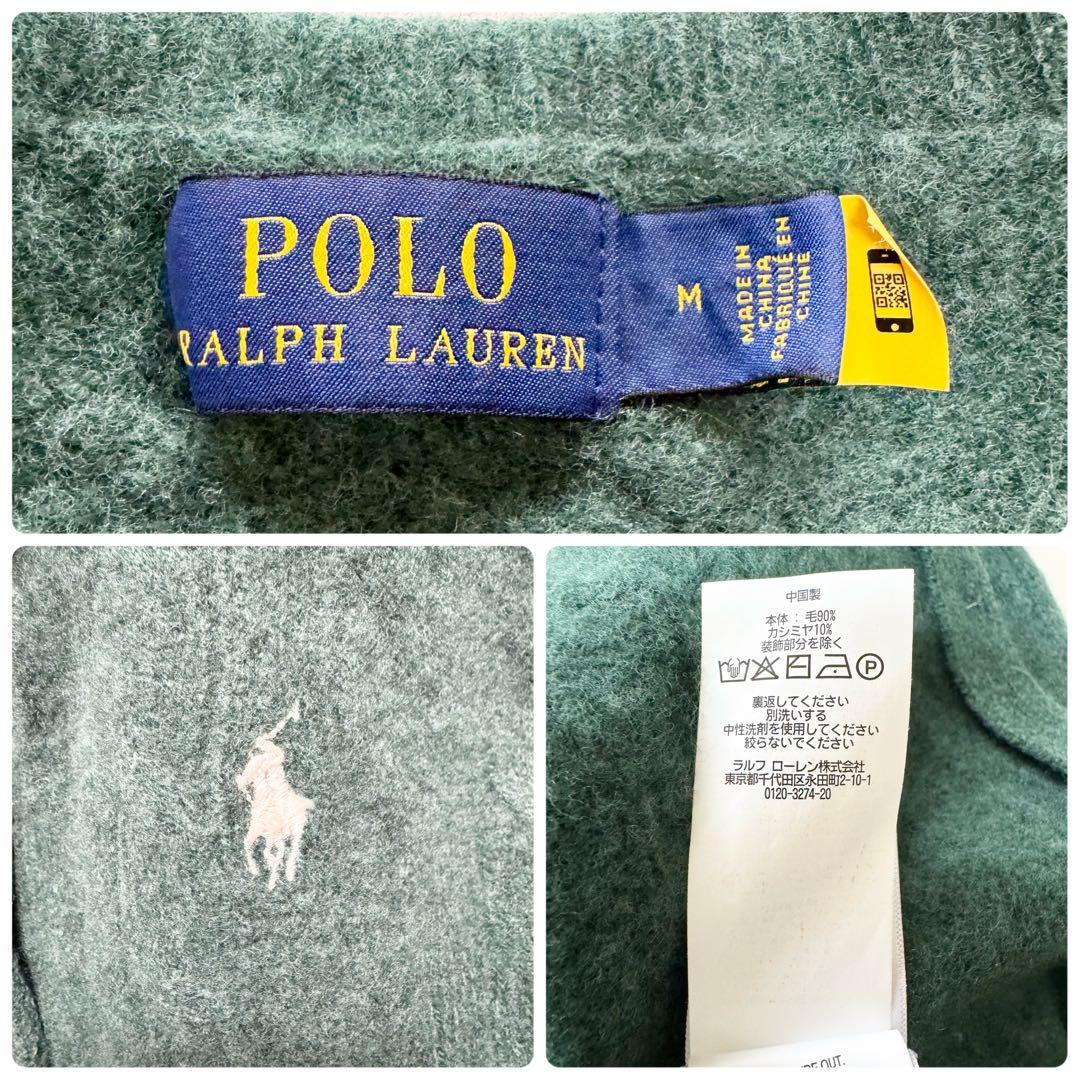 POLO
RALPH LAUREN
M
MADE IN
CHINA
FABRIQUÉ EN
CHINE
中国製
本体 : 毛90%
カシミヤ10%
装飾部分を除く
P
裏返してください
別洗いする
中性洗剤を使用してください
絞らないでください
ラルフ ローレン株式会社
東京都千代田区永田町2-10-1
0120-3274-20
OUT.